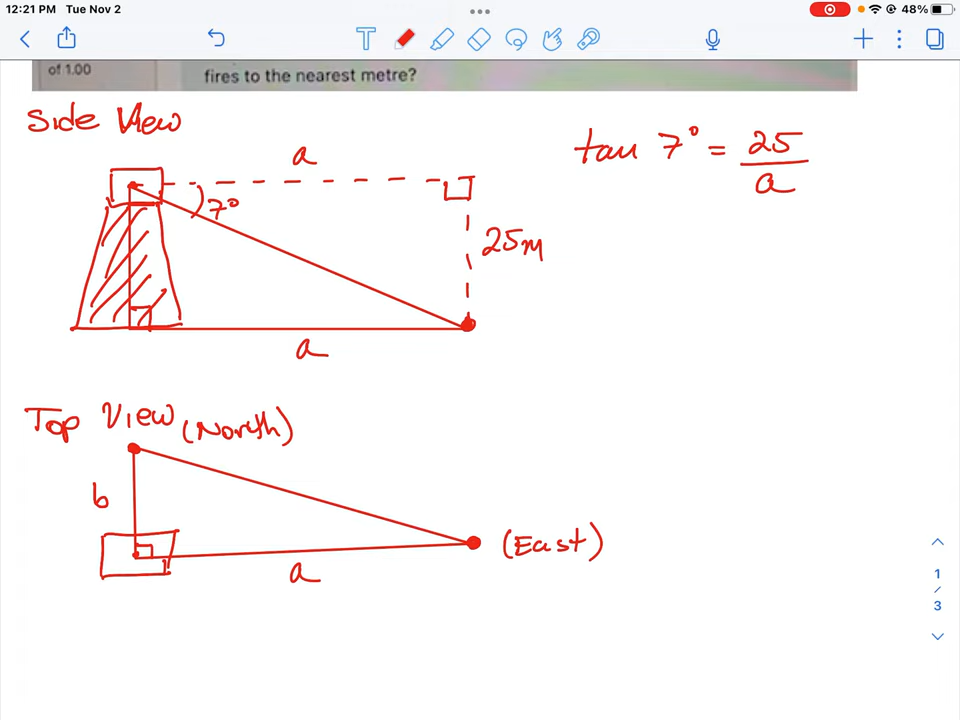 12:21 PM Tue Nov 2
48%
of 1.00
fires to the nearest metre?
Side View
a
tan 7° = 25
a
7°
25m
a
Top View (North)
b
(East)
a
1
/
3